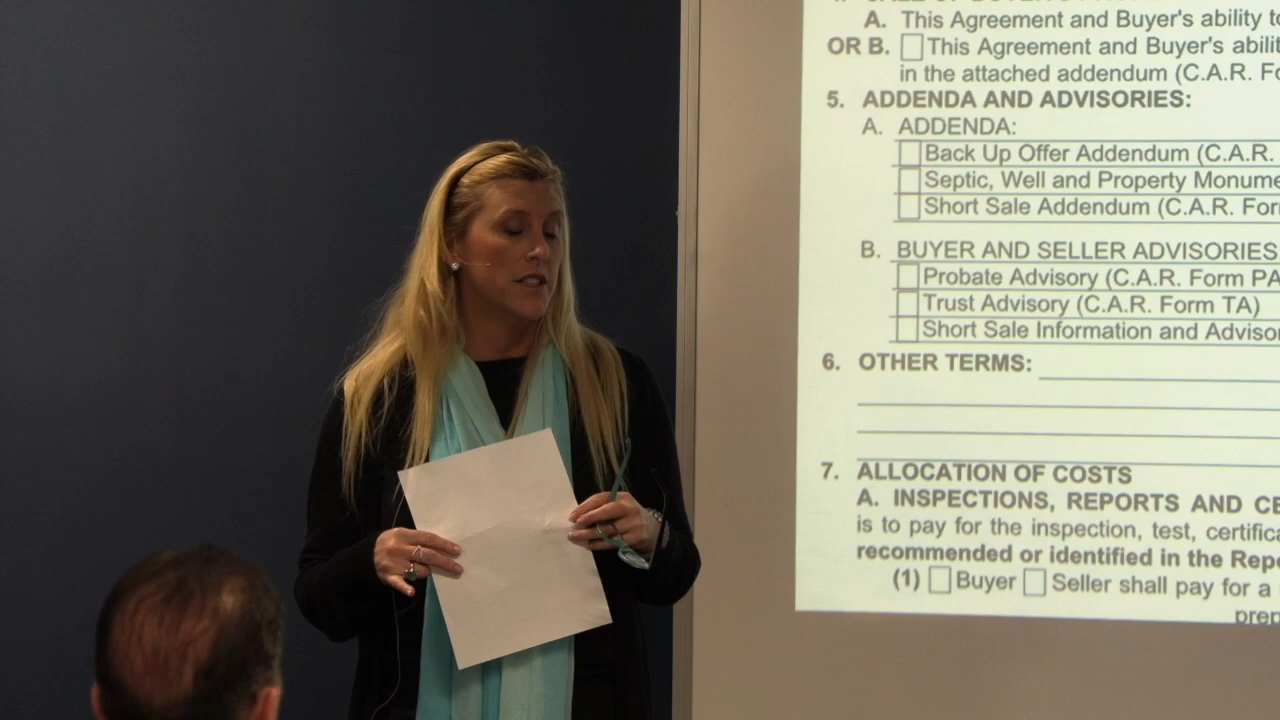 A. This Agreement and Buyer's ability to
OR B. This Agreement and Buyer's abilit
in the attached addendum (C.A.R. Fo
5. ADDENDA AND ADVISORIES:
A. ADDENDA:
Back Up Offer Addendum (C.A.R.
Septic, Well and Property Monume
Short Sale Addendum (C.A.R. For
B. BUYER AND SELLER ADVISORIES
Probate Advisory (C.A.R. Form PA
Trust Advisory (C.A.R. Form TA)
Short Sale Information and Advisor
6. OTHER TERMS:
7. ALLOCATION OF COSTS
A. INSPECTIONS, REPORTS AND CE
is to pay for the inspection, test, certifica
recommended or identified in the Repo
(1) Buyer Seller shall pay for a
prep